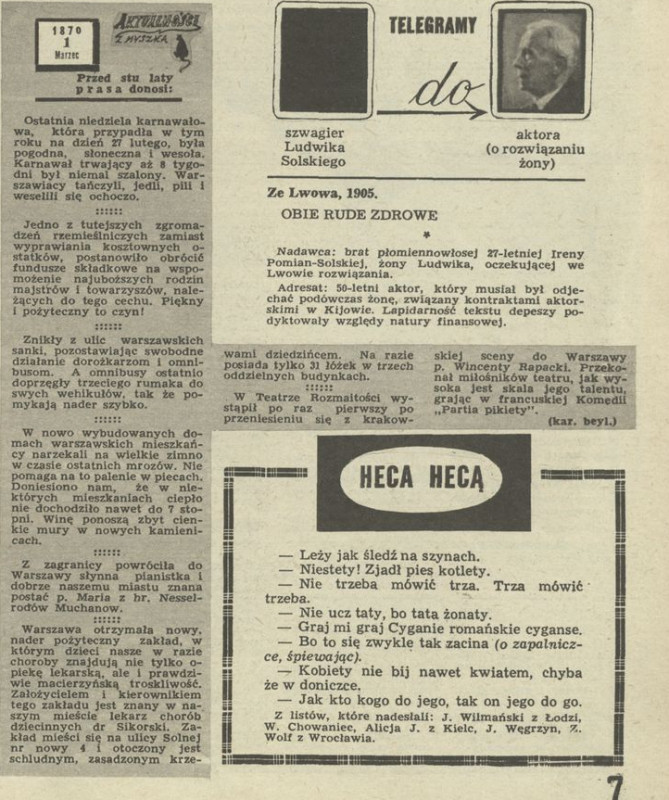 1870
1
Marzec
AKTUALNOŚCI
Z MYSZKĄ
Przed stu laty
prasa donosi:
Ostatnia niedziela karnawało-
wa, która przypadła w tym
roku na dzień 27 lutego, była
pogodna, słoneczna i wesoła.
Karnawał trwający aż 8 tygo-
dni był niemal szalony. War-
szawiacy tańczyli, jedli, pili i
weselili się ochoczo.
::::::
Jedno z tutejszych zgroma-
dzeń rzemieślniczych zamiast
wyprawiania kosztownych o-
statków, postanowiło obrócić
fundusze składkowe na wspo-
możenie najuboższych rodzin
majstrów i towarzyszów, nale-
żących do tego cechu. Piękny
i pożyteczny to czyn!
::::::
Znikły z ulic warszawskich
sanki, pozostawiając swobodne
działanie dorożkarzom i omni-
busom. A omnibusy ostatnio
doprzęgły trzeciego rumaka do
swych wehikułów, tak że po-
mykają nader szybko.
::::::
W nowo wybudowanych do-
mach warszawskich mieszkań-
cy narzekali na wielkie zimno
w czasie ostatnich mrozów. Nie
pomaga na to palenie w piecach.
Doniesiono nam, że w nie-
których mieszkaniach ciepło
nie dochodziło nawet do 7 sto-
pni. Winę ponoszą zbyt cien-
kie mury w nowych kamieni-
cach.
::::::
Z zagranicy powróciła do
Warszawy słynna pianistka i
dobrze naszemu miastu znana
postać p. Maria z hr. Nessel-
rodów Muchanow.
::::::
Warszawa otrzymała nowy,
nader pożyteczny zakład, w
którym dzieci nasze w razie
choroby znajdują nie tylko o-
piekę lekarską, ale i prawdzi-
wie macierzyńską troskliwość.
Założycielem i kierownikiem
tego zakładu jest znany w na-
szym mieście lekarz chorób
dziecinnych dr Sikorski. Za-
kład mieści się na ulicy Solnej
nr nowy 4 i otoczony jest
schludnym, zasadzonym krze-
wami dziedzińcem. Na razie
posiada tylko 31 łóżek w trzech
oddzielnych budynkach.
::::::
W Teatrze Rozmaitości wy-
stąpił po raz pierwszy po
przeniesieniu się z krakow-
skiej sceny do Warszawy
p. Wincenty Rapacki. Przeko-
nał miłośników teatru, jak wy-
soka jest skala jego talentu,
grając w francuskiej Komedii
„Partia pikiety”.
(kar. beyl.)
TELEGRAMY
do
szwagier
Ludwika
Solskiego
aktora
(o rozwiązaniu
żony)
Ze Lwowa, 1905.
OBIE RUDE ZDROWE
*
Nadawca: brat płomiennowłosej 27-letniej Ireny
Pomian-Solskiej, żony Ludwika, oczekującej we
Lwowie rozwiązania.
Adresat: 50-letni aktor, który musiał był odje-
chać podówczas żonę, związany kontraktami aktor-
skimi w Kijowie. Lapidarność tekstu depeszy po-
dyktowały względy natury finansowej.
HECA HECĄ
— Leży jak śledź na szynach.
— Niestety! Zjadł pies kotlety.
— Nie trzeba mówić trza. Trza mówić
trzeba.
— Nie ucz taty, bo tata żonaty.
— Graj mi graj Cyganie romańskie cyganse.
— Bo to się zwykle tak zacina (o zapalnicz-
ce, śpiewając).
— Kobiety nie bij nawet kwiatem, chyba
że w doniczce.
— Jak kto kogo do jego, tak on jego do go.
Z listów, które nadesłali: J. Wilmański z Łodzi,
W. Chowaniec, Alicja J. z Kielc, J. Węgrzyn, Z.
Wolf z Wrocławia.
7